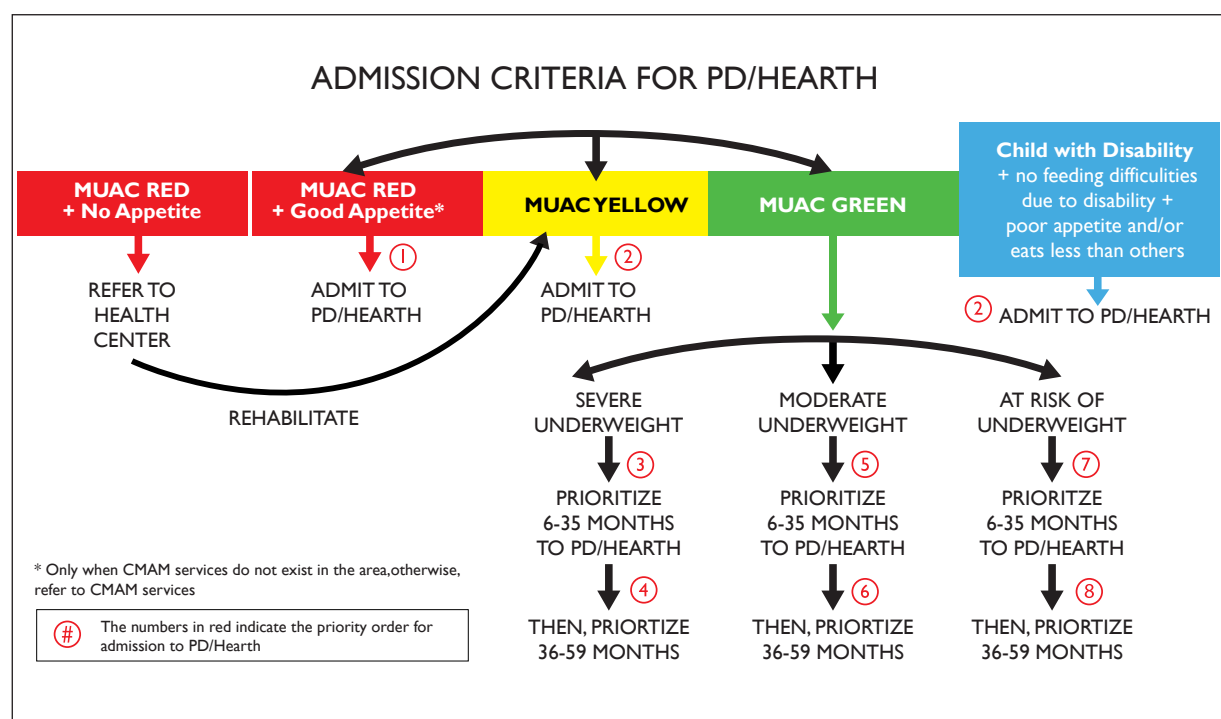 ADMISSION CRITERIA FOR PD/HEARTH
MUAC RED
+ No Appetite
MUAC RED
+ Good Appetite*
MUAC YELLOW
MUAC GREEN
Child with Disability
+ no feeding difficulties
due to disability +
poor appetite and/or
eats less than others
REFER TO
HEALTH
CENTER
1
ADMIT TO
PD/HEARTH
2
ADMIT TO
PD/HEARTH
2 ADMIT TO PD/HEARTH
REHABILITATE
SEVERE
UNDERWEIGHT
3
PRIORITIZE
6-35 MONTHS
TO PD/HEARTH
4
THEN, PRIORTIZE
36-59 MONTHS
MODERATE
UNDERWEIGHT
5
PRIORITIZE
6-35 MONTHS
TO PD/HEARTH
6
THEN, PRIORTIZE
36-59 MONTHS
AT RISK OF
UNDERWEIGHT
7
PRIORITZE
6-35 MONTHS
TO PD/HEARTH
8
THEN, PRIORTIZE
36-59 MONTHS
* Only when CMAM services do not exist in the area,otherwise,
refer to CMAM services
# The numbers in red indicate the priority order for
admission to PD/Hearth